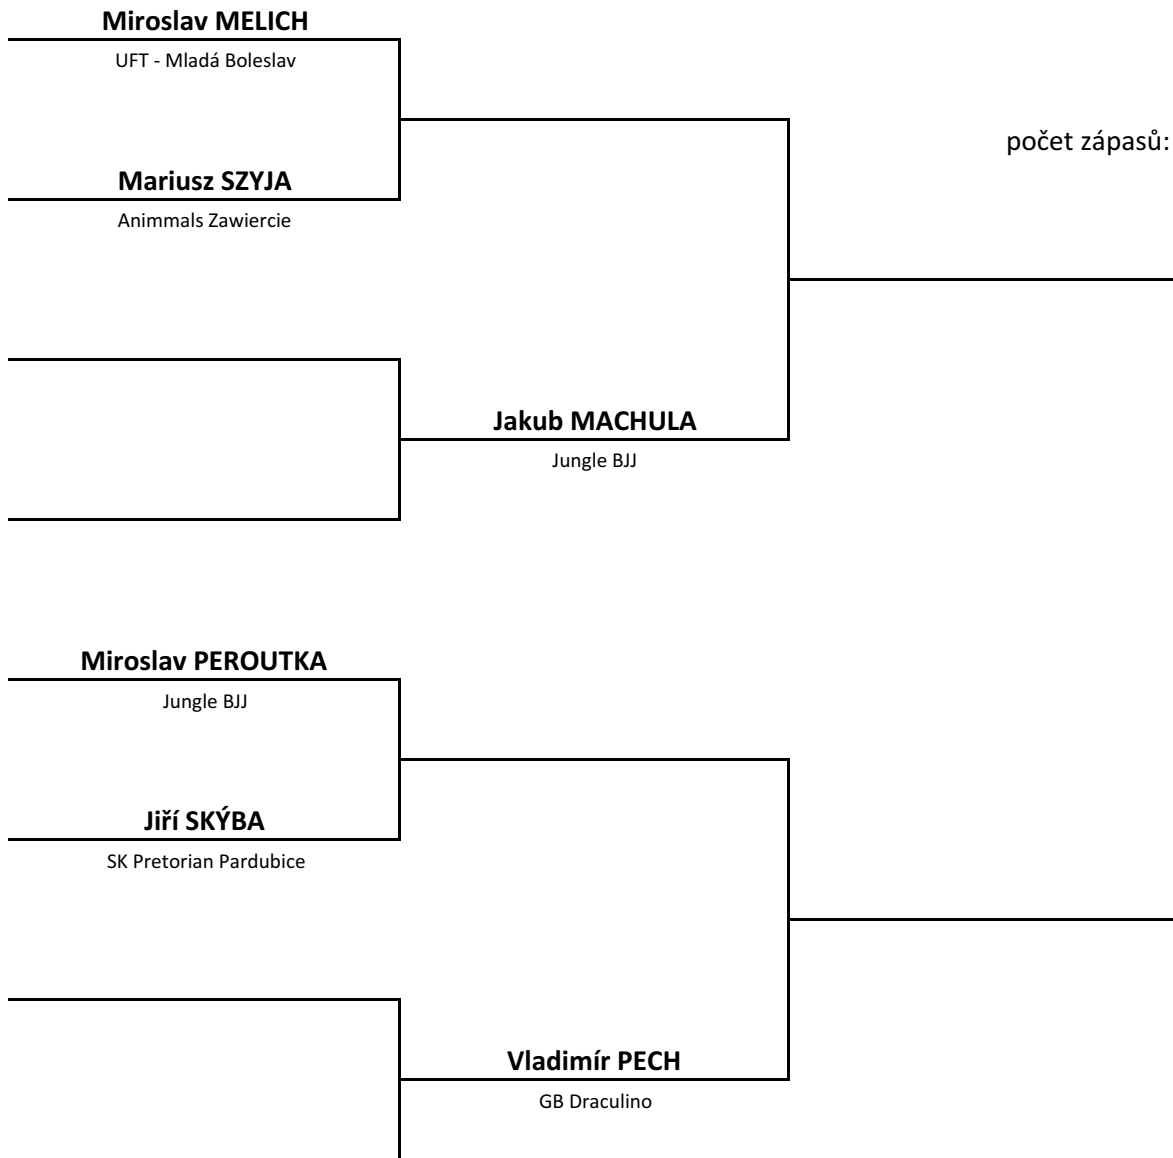 Miroslav MELICH
UFT - Mladá Boleslav
počet zápasů:
Mariusz SZYJA
Animmals Zawiercie
Jakub MACHULA
Jungle BJJ
Miroslav PEROUTKA
Jungle BJJ
Jiří SKÝBA
SK Pretorian Pardubice
Vladimír PECH
GB Draculino